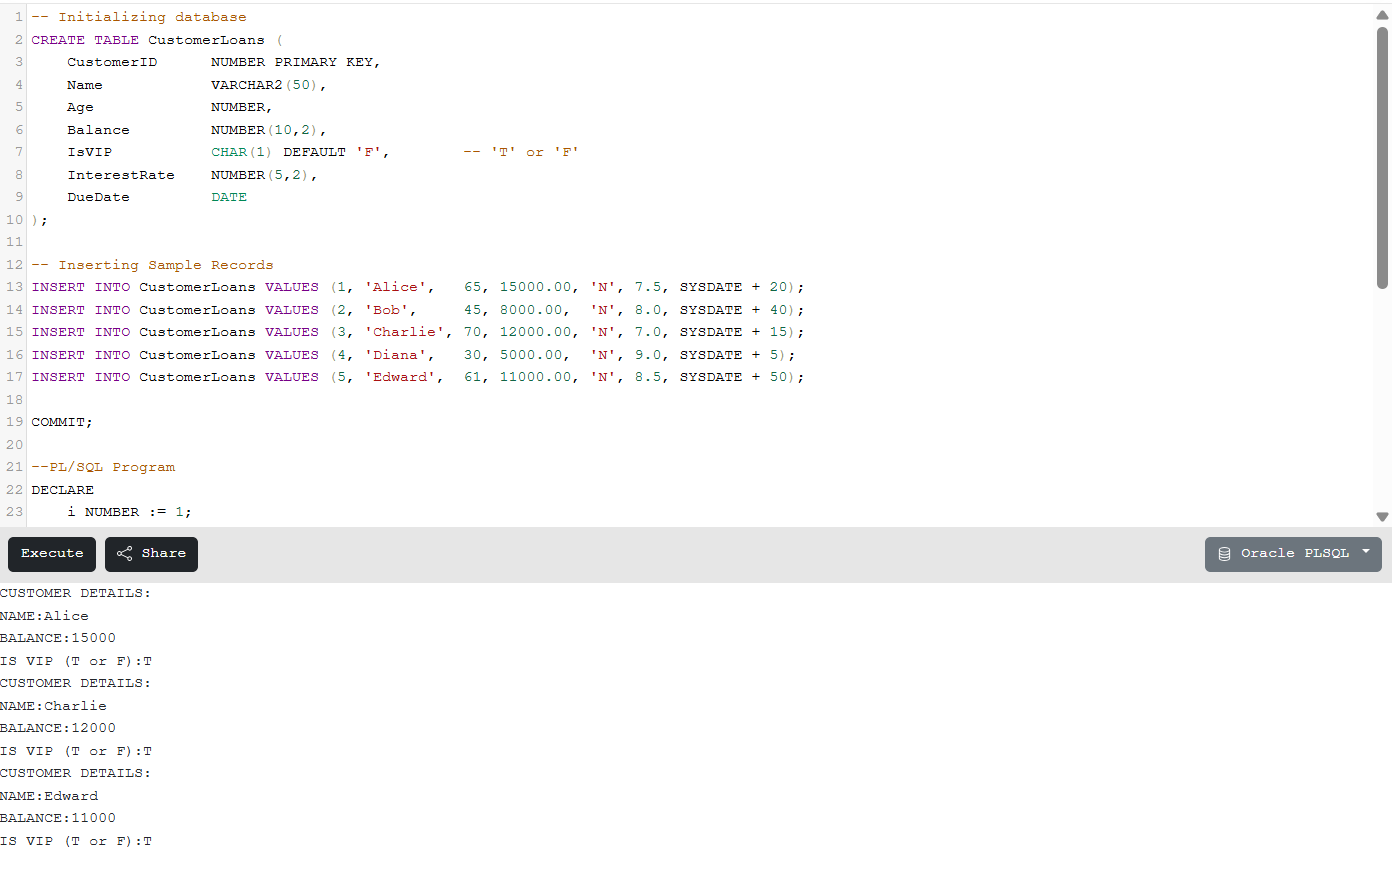 1 -- Initializing database
2 CREATE TABLE CustomerLoans (
3     CustomerID      NUMBER PRIMARY KEY,
4     Name            VARCHAR2(50),
5     Age             NUMBER,
6     Balance         NUMBER(10,2),
7     IsVIP           CHAR(1) DEFAULT 'F',        -- 'T' or 'F'
8     InterestRate    NUMBER(5,2),
9     DueDate         DATE
10 );
11
12 -- Inserting Sample Records
13 INSERT INTO CustomerLoans VALUES (1, 'Alice',   65, 15000.00, 'N', 7.5, SYSDATE + 20);
14 INSERT INTO CustomerLoans VALUES (2, 'Bob',     45, 8000.00,  'N', 8.0, SYSDATE + 40);
15 INSERT INTO CustomerLoans VALUES (3, 'Charlie', 70, 12000.00, 'N', 7.0, SYSDATE + 15);
16 INSERT INTO CustomerLoans VALUES (4, 'Diana',   30, 5000.00,  'N', 9.0, SYSDATE + 5);
17 INSERT INTO CustomerLoans VALUES (5, 'Edward',  61, 11000.00, 'N', 8.5, SYSDATE + 50);
18
19 COMMIT;
20
21 --PL/SQL Program
22 DECLARE
23     i NUMBER := 1;
Execute Share Oracle PLSQL
CUSTOMER DETAILS:
NAME:Alice
BALANCE:15000
IS VIP (T or F):T
CUSTOMER DETAILS:
NAME:Charlie
BALANCE:12000
IS VIP (T or F):T
CUSTOMER DETAILS:
NAME:Edward
BALANCE:11000
IS VIP (T or F):T